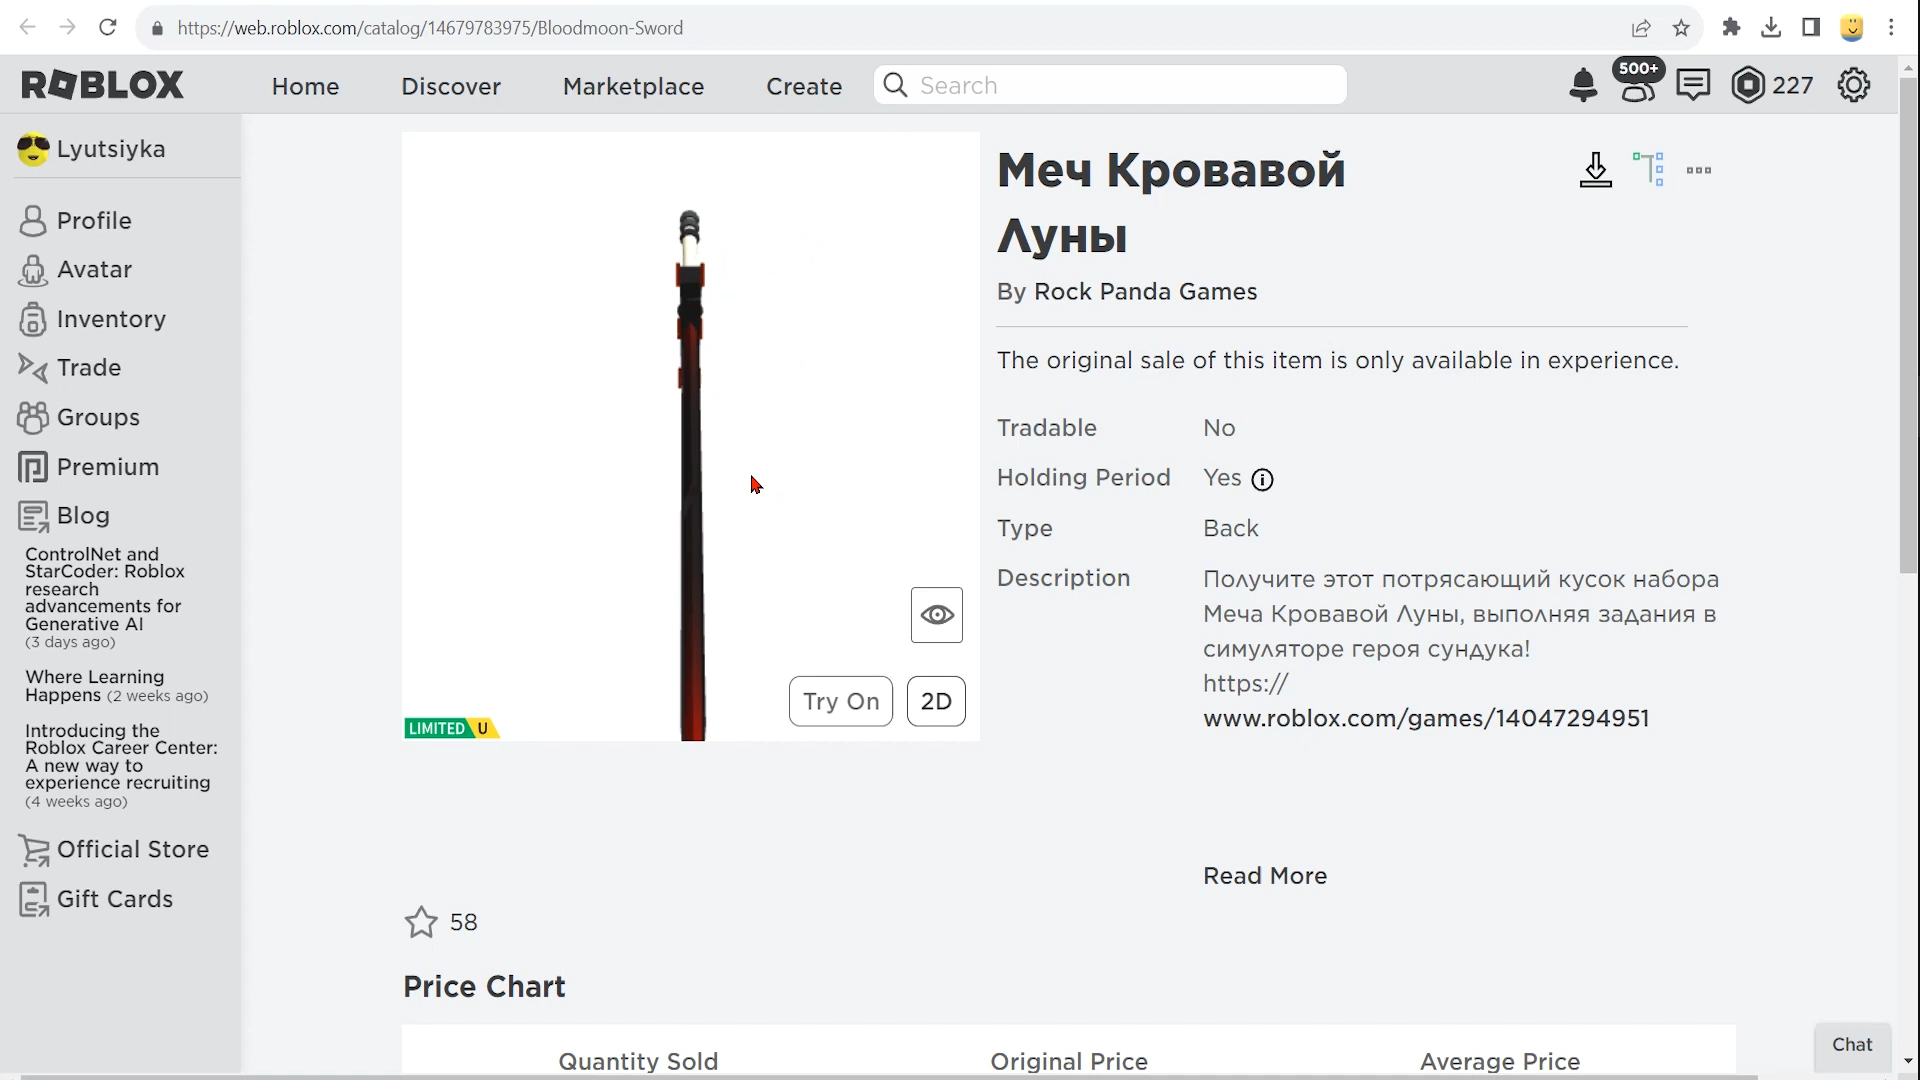 https://web.roblox.com/catalog/14679783975/Bloodmoon-Sword
ROBLOX
Home
Discover
Marketplace
Create
Search
500+
227
Lyutsiyka
Profile
Avatar
Inventory
Trade
Groups
Premium
Blog
ControlNet and
StarCoder: Roblox
research
advancements for
Generative AI
(3 days ago)
Where Learning
Happens (2 weeks ago)
Introducing the
Roblox Career Center:
A new way to
experience recruiting
(4 weeks ago)
Official Store
Gift Cards
Try On
2D
LIMITED U
Меч Кровавой
Луны
By Rock Panda Games
The original sale of this item is only available in experience.
Tradable No
Holding Period Yes
Type Back
Description Получите этот потрясающий кусок набора
Меча Кровавой Луны, выполняя задания в
симуляторе героя сундука!
https://
www.roblox.com/games/14047294951
Read More
58
Price Chart
Quantity Sold
Original Price
Average Price
Chat